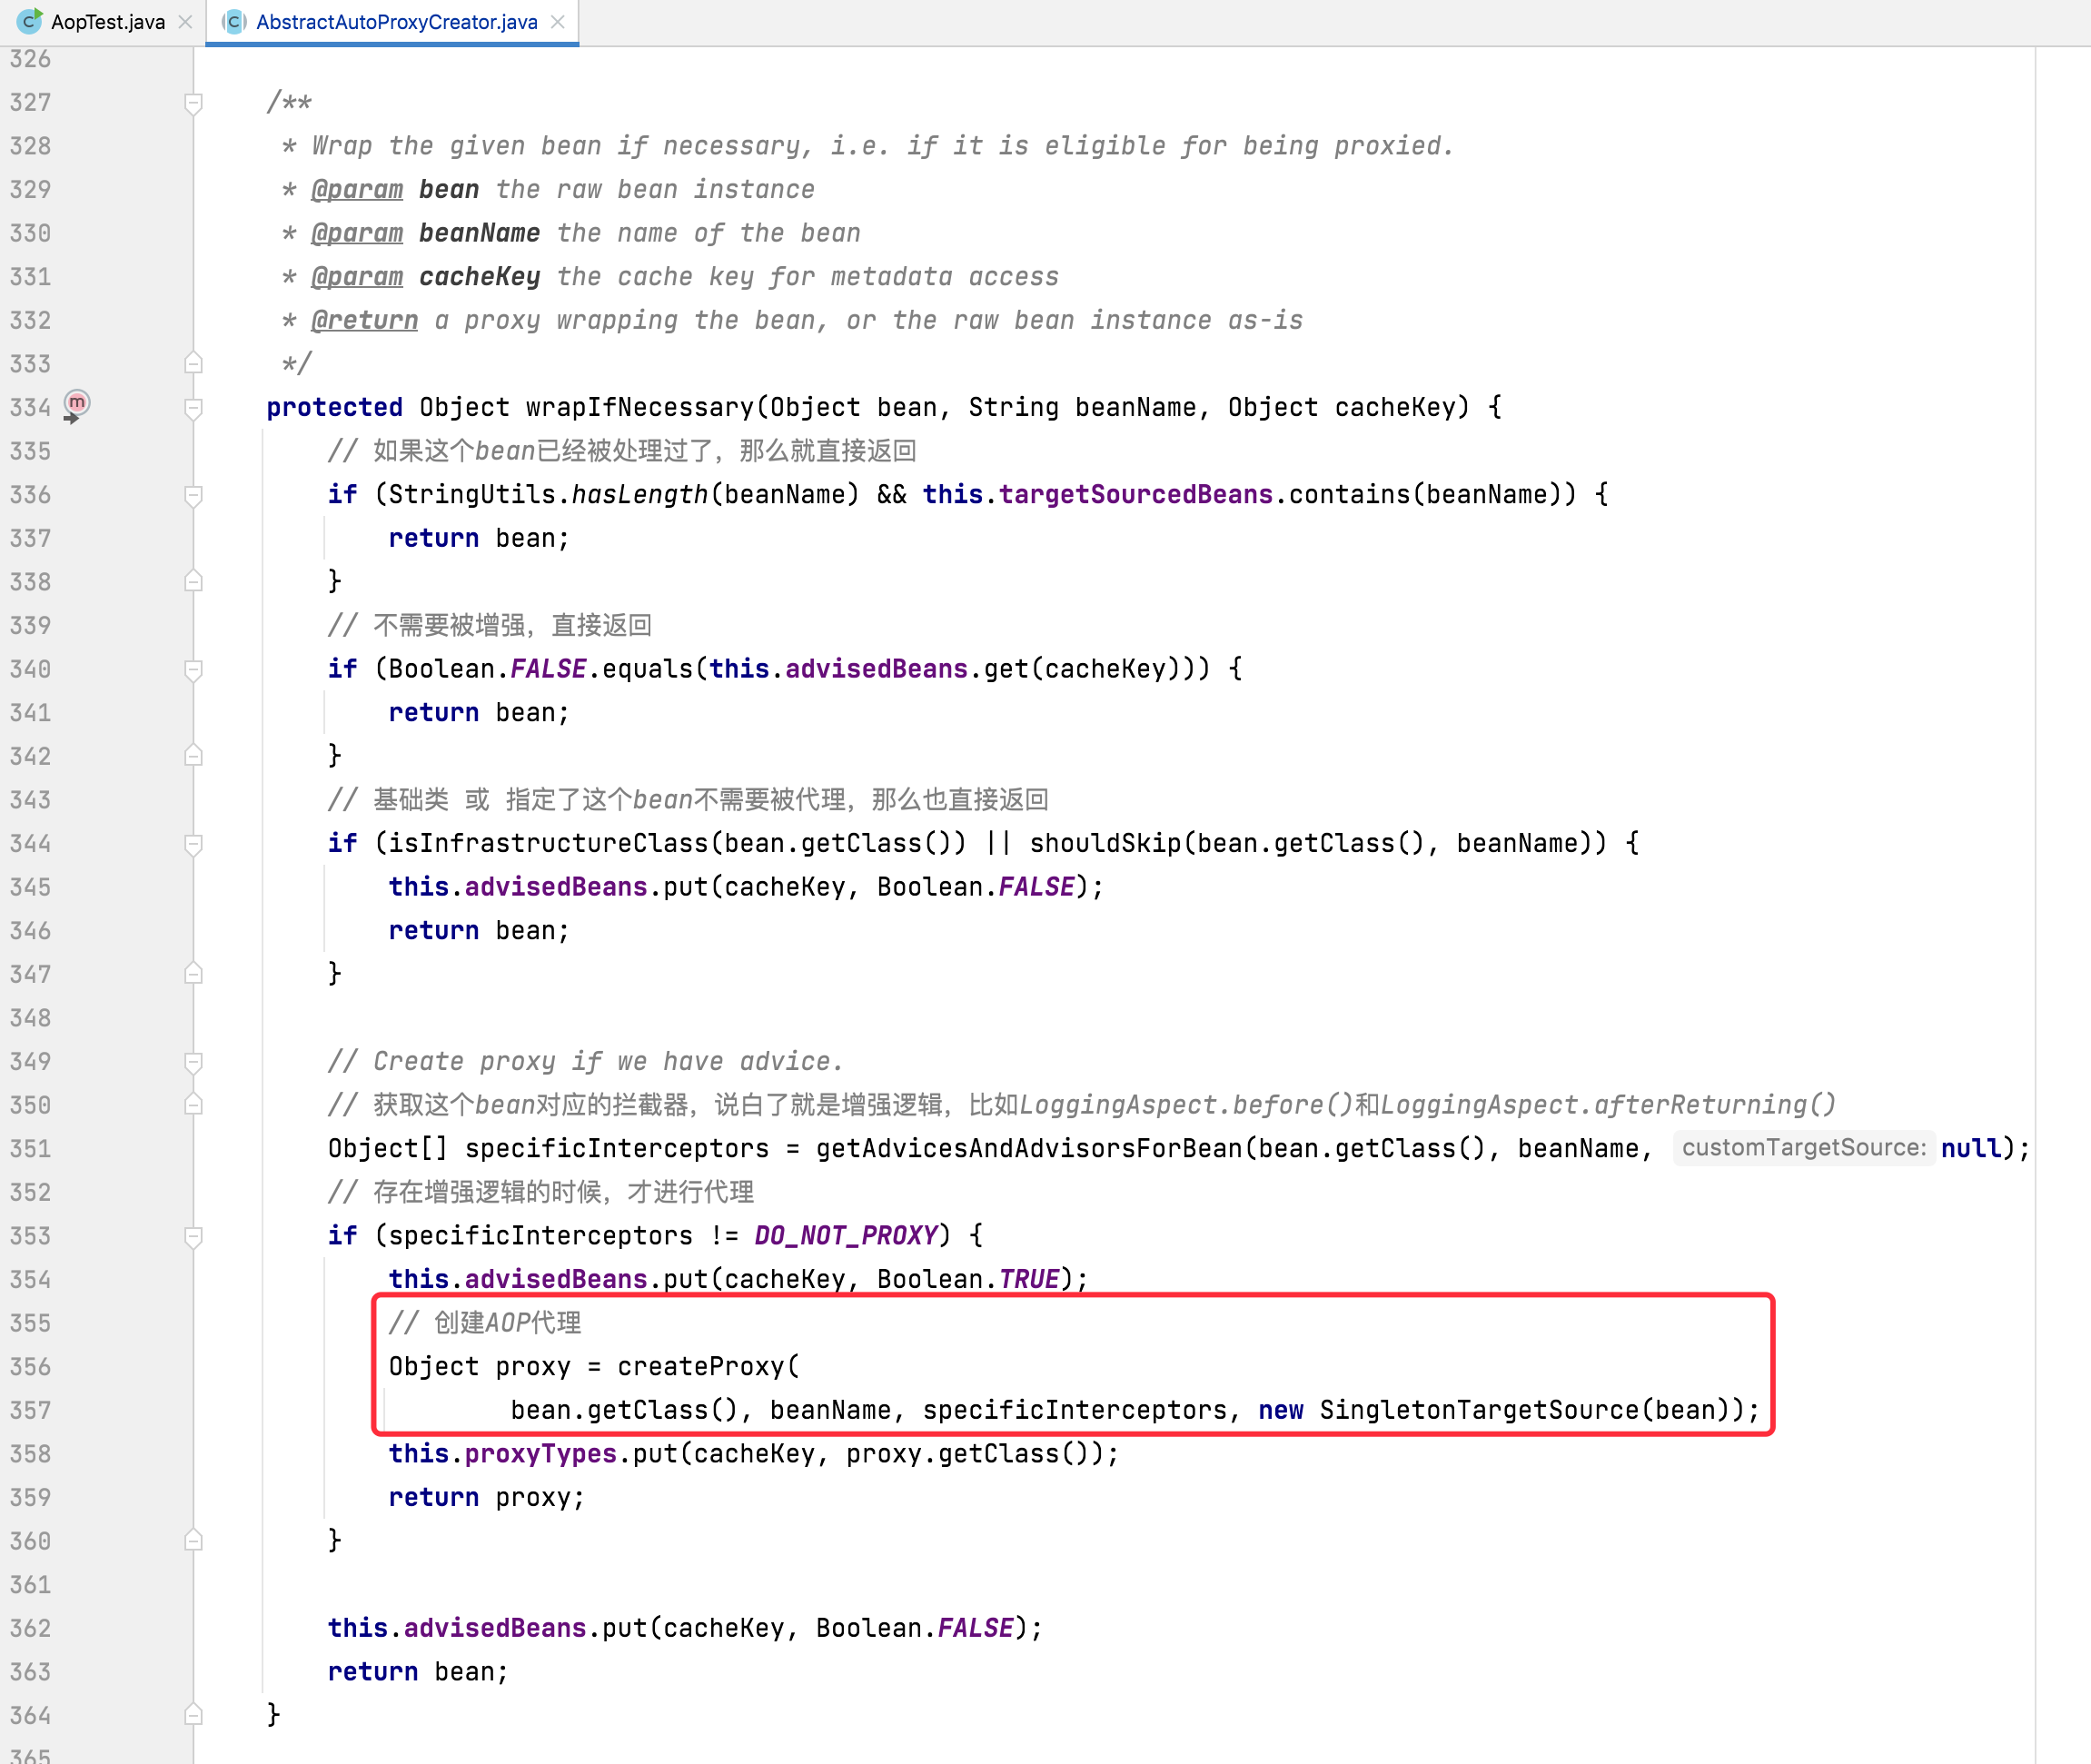 AopTest.java
AbstractAutoProxyCreator.java
326
327 /**
328 * Wrap the given bean if necessary, i.e. if it is eligible for being proxied.
329 * @param bean the raw bean instance
330 * @param beanName the name of the bean
331 * @param cacheKey the cache key for metadata access
332 * @return a proxy wrapping the bean, or the raw bean instance as-is
333 */
334 protected Object wrapIfNecessary(Object bean, String beanName, Object cacheKey) {
335 // 如果这个bean已经被处理过了，那么就直接返回
336 if (StringUtils.hasLength(beanName) && this.targetSourcedBeans.contains(beanName)) {
337 return bean;
338 }
339 // 不需要被增强，直接返回
340 if (Boolean.FALSE.equals(this.advisedBeans.get(cacheKey))) {
341 return bean;
342 }
343 // 基础类 或 指定了这个bean不需要被代理，那么也直接返回
344 if (isInfrastructureClass(bean.getClass()) || shouldSkip(bean.getClass(), beanName)) {
345 this.advisedBeans.put(cacheKey, Boolean.FALSE);
346 return bean;
347 }
348
349 // Create proxy if we have advice.
350 // 获取这个bean对应的拦截器，说白了就是增强逻辑，比如LoggingAspect.before()和LoggingAspect.afterReturning()
351 Object[] specificInterceptors = getAdvicesAndAdvisorsForBean(bean.getClass(), beanName, customTargetSource: null);
352 // 存在增强逻辑的时候，才进行代理
353 if (specificInterceptors != DO_NOT_PROXY) {
354 this.advisedBeans.put(cacheKey, Boolean.TRUE);
355 // 创建AOP代理
356 Object proxy = createProxy(
357 bean.getClass(), beanName, specificInterceptors, new SingletonTargetSource(bean));
358 this.proxyTypes.put(cacheKey, proxy.getClass());
359 return proxy;
360 }
361
362 this.advisedBeans.put(cacheKey, Boolean.FALSE);
363 return bean;
364 }
365